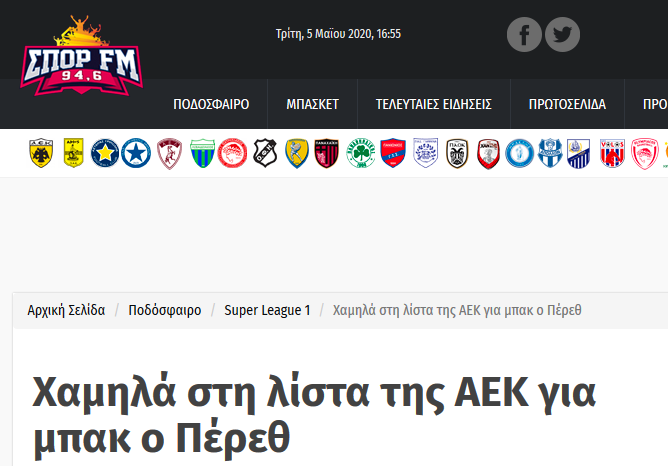 ΣΠΟΡ FM
94,6
Τρίτη, 5 Μαΐου 2020, 16:55
ΠΟΔΟΣΦΑΙΡΟ ΜΠΑΣΚΕΤ ΤΕΛΕΥΤΑΙΕΣ ΕΙΔΗΣΕΙΣ ΠΡΩΤΟΣΕΛΙΔΑ ΠΡΟ
Αρχική Σελίδα / Ποδόσφαιρο / Super League 1 / Χαμηλά στη λίστα της ΑΕΚ για μπακ ο Πέρεθ
Χαμηλά στη λίστα της ΑΕΚ για
μπακ ο Πέρεθ